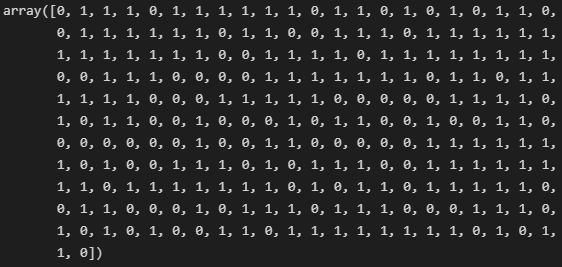 array([0, 1, 1, 1, 0, 1, 1, 1, 1, 1, 1, 1, 0, 1, 1, 0, 1, 0, 1, 0, 1, 1, 0,
0, 1, 1, 1, 1, 1, 1, 0, 1, 1, 0, 0, 1, 1, 1, 0, 1, 1, 1, 1, 1, 1,
1, 1, 1, 1, 1, 1, 1, 0, 0, 1, 1, 1, 1, 0, 1, 1, 1, 1, 1, 1, 1, 1,
0, 0, 1, 1, 1, 0, 0, 0, 0, 1, 1, 1, 1, 1, 1, 1, 1, 0, 1, 1, 0, 1, 1,
1, 1, 1, 1, 0, 0, 0, 1, 1, 1, 1, 1, 1, 0, 0, 0, 0, 0, 1, 1, 1, 1, 0,
1, 0, 1, 1, 0, 0, 1, 0, 0, 0, 1, 0, 1, 1, 0, 0, 1, 0, 0, 1, 1, 0,
0, 0, 0, 0, 0, 0, 1, 0, 0, 1, 1, 0, 0, 0, 0, 0, 1, 1, 1, 1, 1, 1,
1, 0, 1, 0, 0, 1, 1, 1, 0, 1, 0, 1, 1, 1, 0, 0, 1, 1, 1, 1, 1, 1,
1, 1, 0, 1, 1, 1, 1, 1, 1, 1, 0, 1, 0, 1, 1, 0, 1, 1, 1, 1, 1, 0,
0, 1, 1, 0, 0, 0, 1, 0, 1, 1, 1, 0, 1, 1, 1, 0, 0, 0, 1, 1, 1, 0,
1, 0, 1, 0, 1, 0, 0, 1, 1, 0, 1, 1, 1, 1, 1, 1, 1, 1, 0, 1, 0, 1,
1, 0])